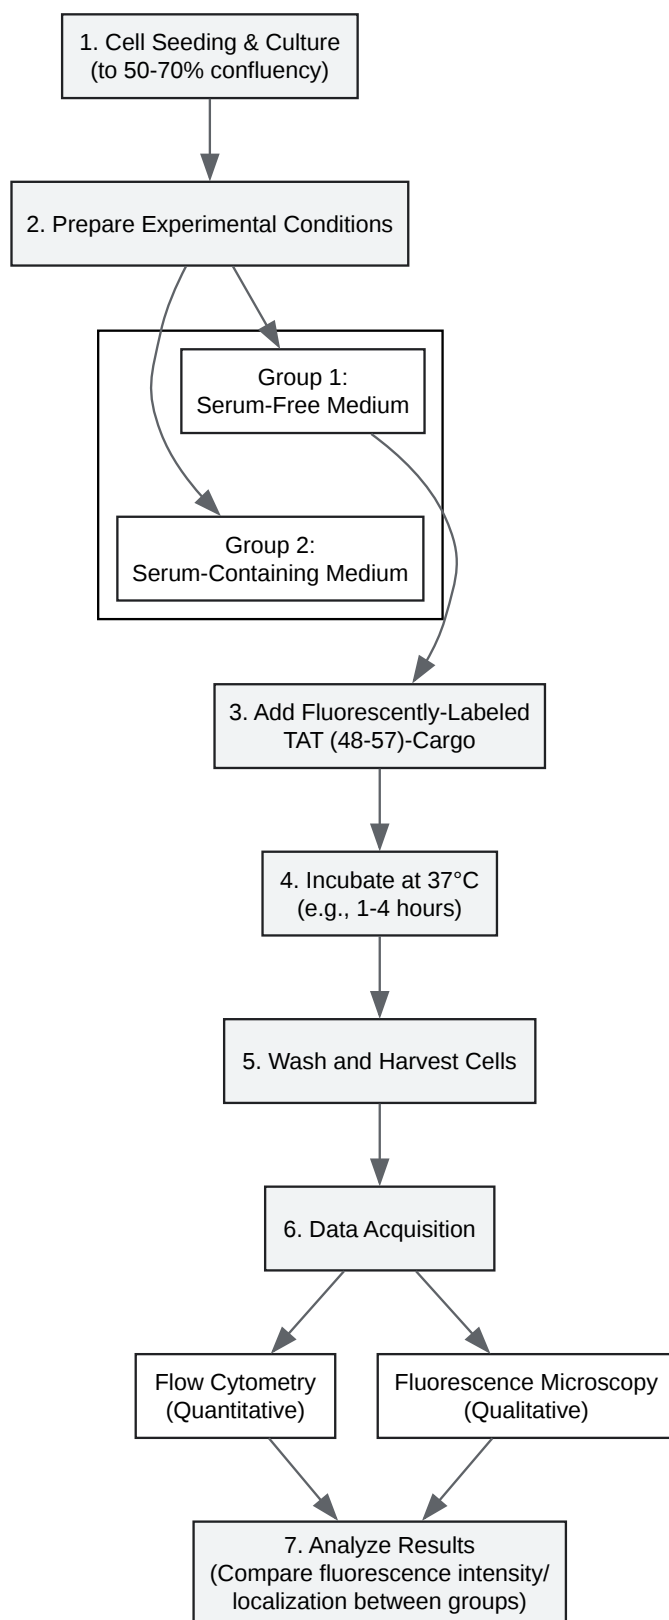 1. Cell Seeding & Culture
(to 50-70% confluency)
2. Prepare Experimental Conditions
Group 1:
Serum-Free Medium
Group 2:
Serum-Containing Medium
3. Add Fluorescently-Labeled
TAT (48-57)-Cargo
4. Incubate at 37°C
(e.g., 1-4 hours)
5. Wash and Harvest Cells
6. Data Acquisition
Flow Cytometry
(Quantitative)
Fluorescence Microscopy
(Qualitative)
7. Analyze Results
(Compare fluorescence intensity/
localization between groups)